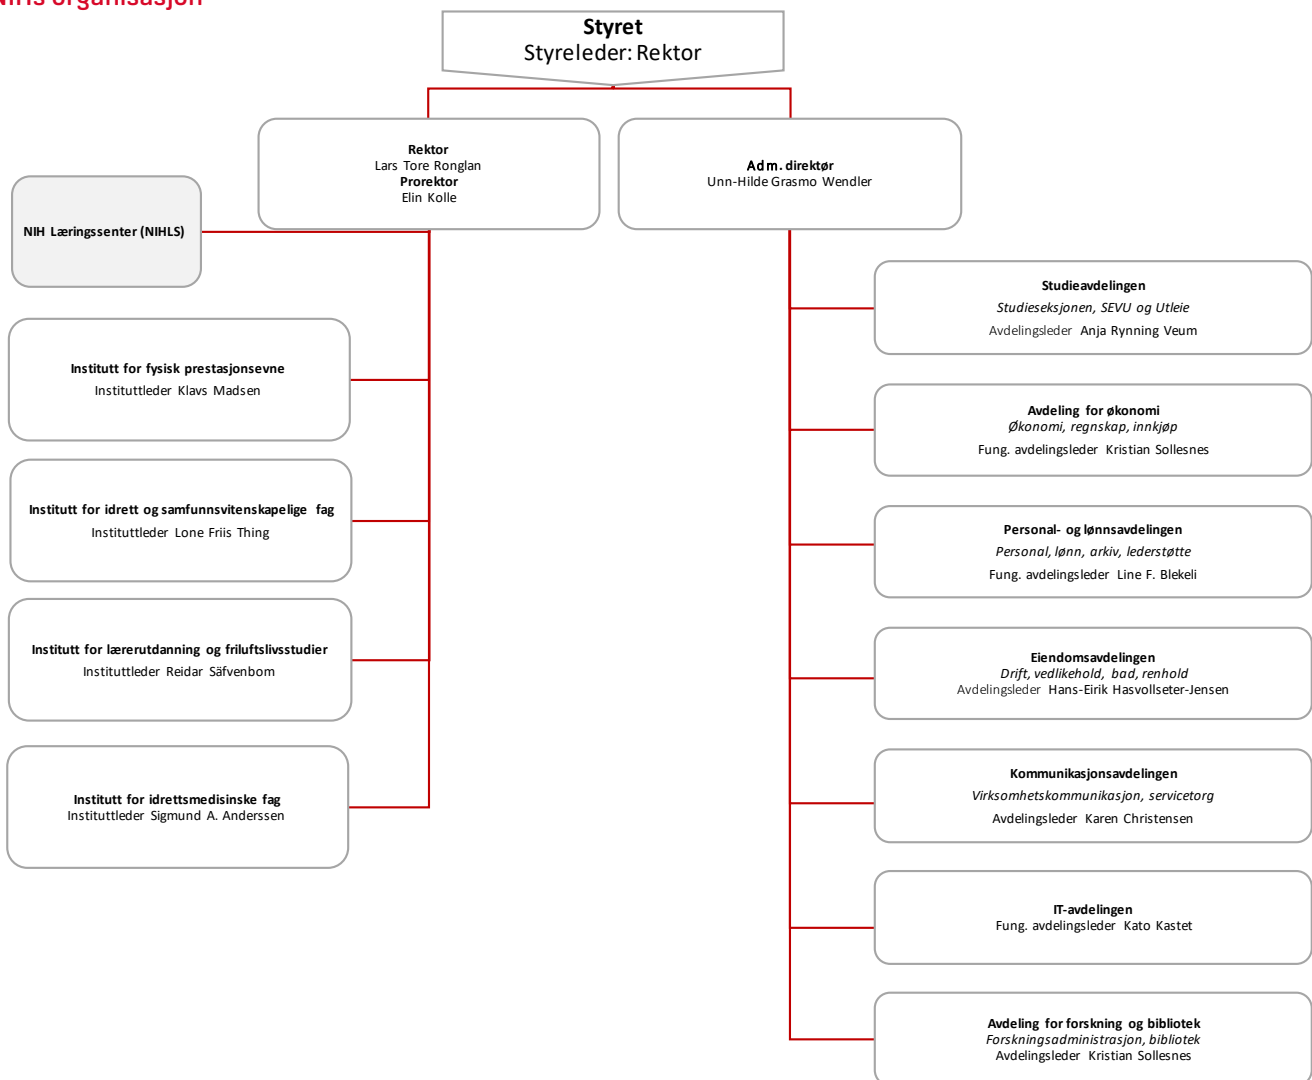 NIHs organisasjon
Styret
Styreleder: Rektor
Rektor
Lars Tore Ronglan
Prorektor
Elin Kolle
Adm. direktør
Unn-Hilde Grasmo Wendler
NIH Læringssenter (NIHLS)
Institutt for fysisk prestasjonsevne
Instituttleder Klavs Madsen
Institutt for idrett og samfunnsvitenskapelige fag
Instituttleder Lone Friis Thing
Institutt for lærerutdanning og friluftslivsstudier
Instituttleder Reidar Säfvenbom
Institutt for idrettsmedisinske fag
Instituttleder Sigmund A. Anderssen
Studieavdelingen
Studieseksjonen, SEVU og Utleie
Avdelingsleder Anja Rynning Veum
Avdeling for økonomi
Økonomi, regnskap, innkjøp
Fung. avdelingsleder Kristian Sollesnes
Personal- og lønnsavdelingen
Personal, lønn, arkiv, lederstøtte
Fung. avdelingsleder Line F. Blekeli
Eiendomsavdelingen
Drift, vedlikehold, bad, renhold
Avdelingsleder Hans-Eirik Hasvollseter-Jensen
Kommunikasjonsavdelingen
Virksomhetskommunikasjon, servicetorg
Avdelingsleder Karen Christensen
IT-avdelingen
Fung. avdelingsleder Kato Kastet
Avdeling for forskning og bibliotek
Forskningsadministrasjon, bibliotek
Avdelingsleder Kristian Sollesnes